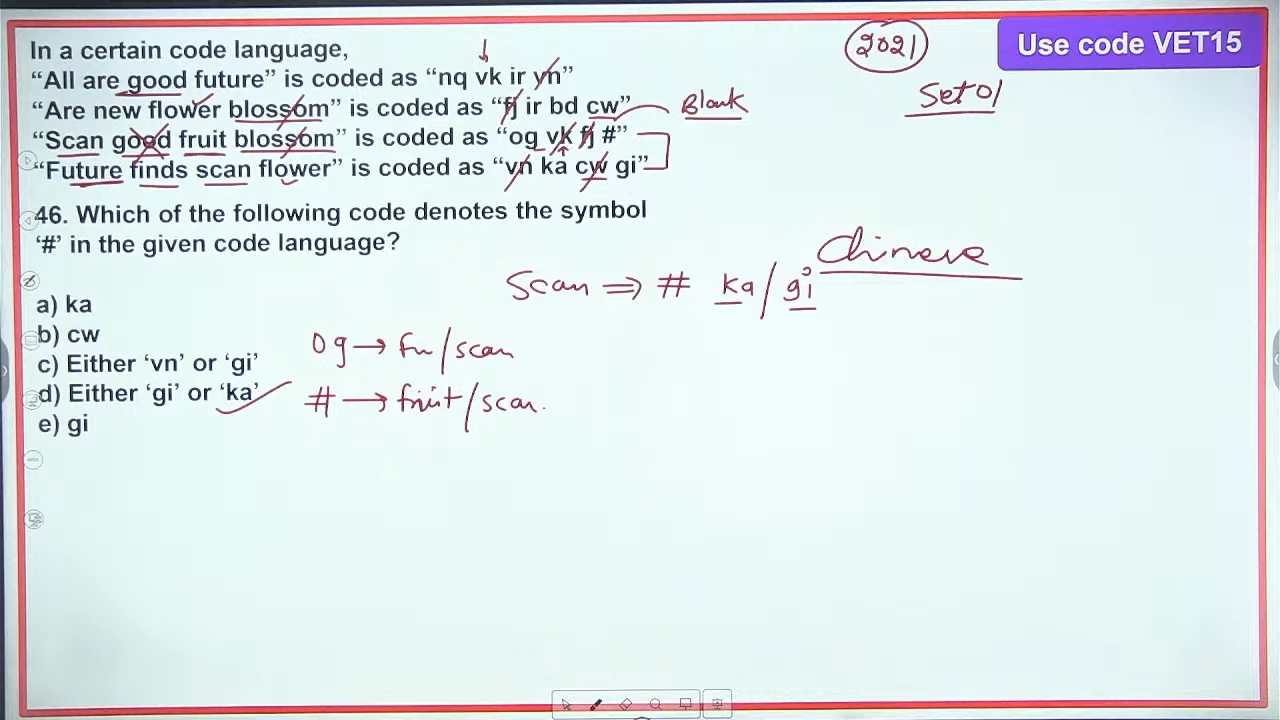 2021
Use code VET15
Set 01
In a certain code language,
“All are good future” is coded as “nq vk ir yn”
“Are new flower blossom” is coded as “fj ir bd cw”
Blank
“Scan good fruit blossom” is coded as “og vk fj #”
“Future finds scan flower” is coded as “vn ka cw gi”
46. Which of the following code denotes the symbol
‘#’ in the given code language?
Chinese
Scan ⇒ # ka/gi
a) ka
b) cw
c) Either ‘vn’ or ‘gi’
d) Either ‘gi’ or ‘ka’
e) gi
og → fu/scan
# → fruit/scan.